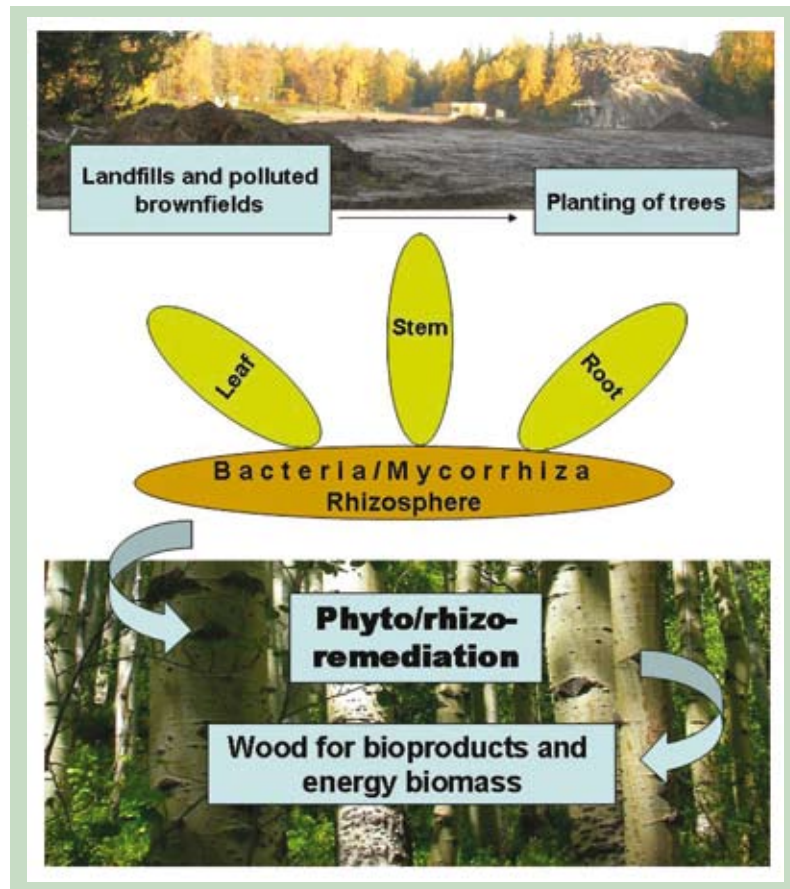 Landfills and polluted
brownfields
Planting of trees
Leaf
Stem
Root
Bacteria/Mycorrhiza
Rhizosphere
Phyto/rhizo-
remediation
Wood for bioproducts and
energy biomass